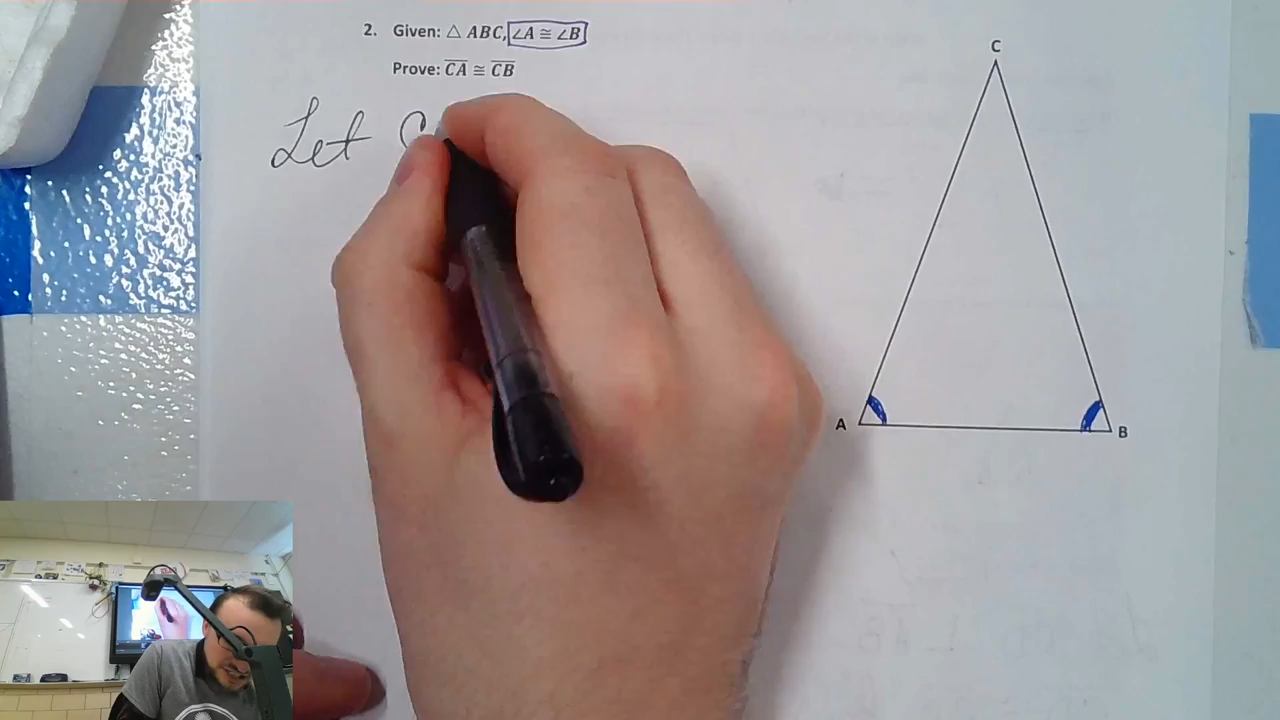 2. Given: △ ABC, ∠A ≅ ∠B
Prove: CA ≅ CB
Let
C
A
B